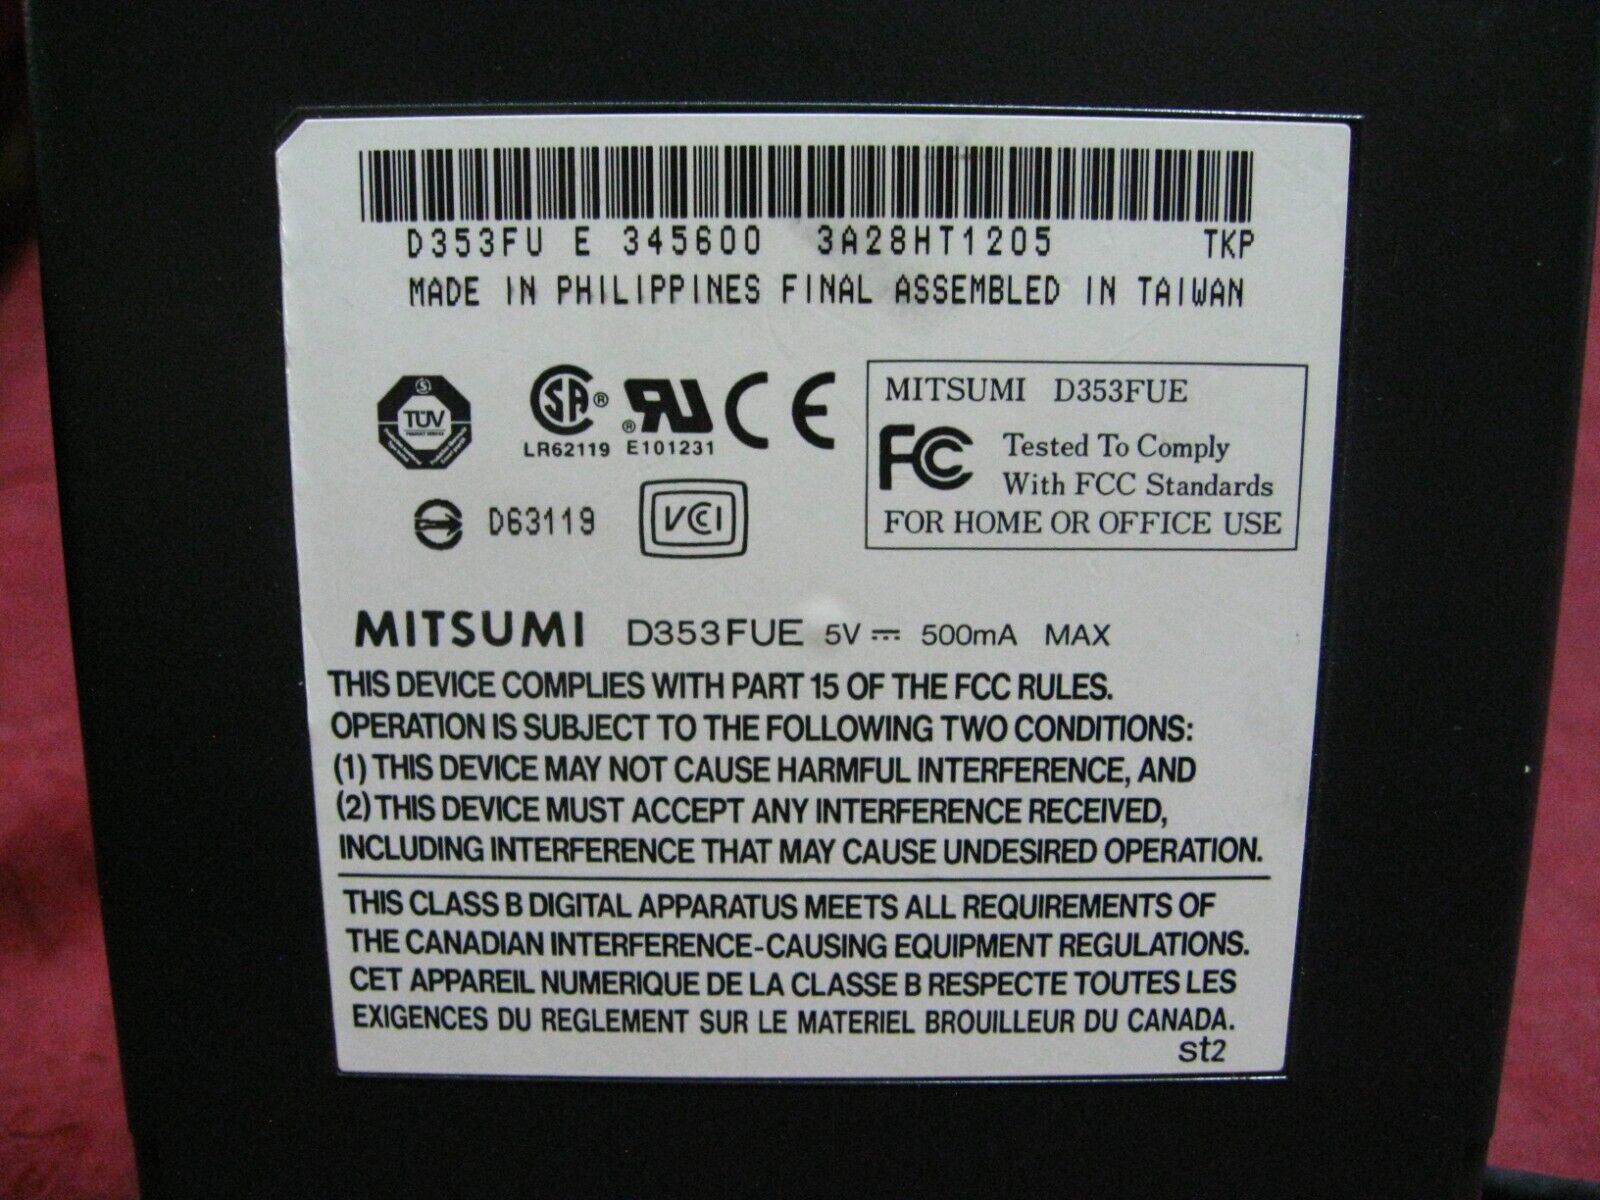 D353FU E 345600 3A28HT1205 TKP
MADE IN PHILIPPINES FINAL ASSEMBLED IN TAIWAN
S
TÜV
PRODUCT SERVICE
SA ®
LR62119
® RU
E101231
CE
MITSUMI D353FUE
FC
Tested To Comply
With FCC Standards
FOR HOME OR OFFICE USE
D63119
VCCI
MITSUMI D353FUE 5V ⎓ 500mA MAX
THIS DEVICE COMPLIES WITH PART 15 OF THE FCC RULES.
OPERATION IS SUBJECT TO THE FOLLOWING TWO CONDITIONS:
(1) THIS DEVICE MAY NOT CAUSE HARMFUL INTERFERENCE, AND
(2) THIS DEVICE MUST ACCEPT ANY INTERFERENCE RECEIVED,
INCLUDING INTERFERENCE THAT MAY CAUSE UNDESIRED OPERATION.
THIS CLASS B DIGITAL APPARATUS MEETS ALL REQUIREMENTS OF
THE CANADIAN INTERFERENCE-CAUSING EQUIPMENT REGULATIONS.
CET APPAREIL NUMERIQUE DE LA CLASSE B RESPECTE TOUTES LES
EXIGENCES DU REGLEMENT SUR LE MATERIEL BROUILLEUR DU CANADA.
st2